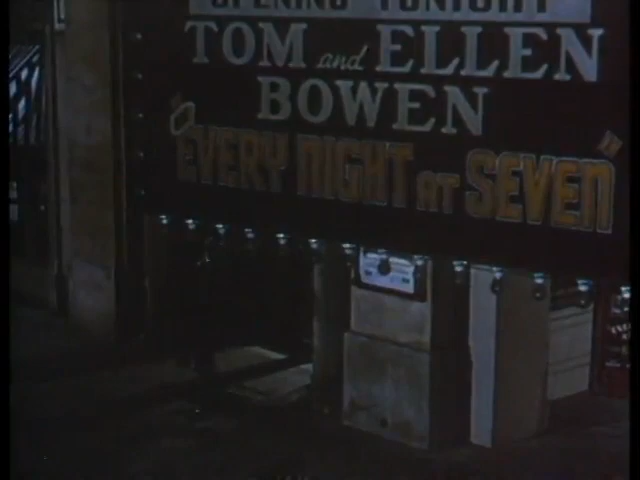 OPENING TONIGHT
TOM and ELLEN
BOWEN
"EVERY NIGHT AT SEVEN"